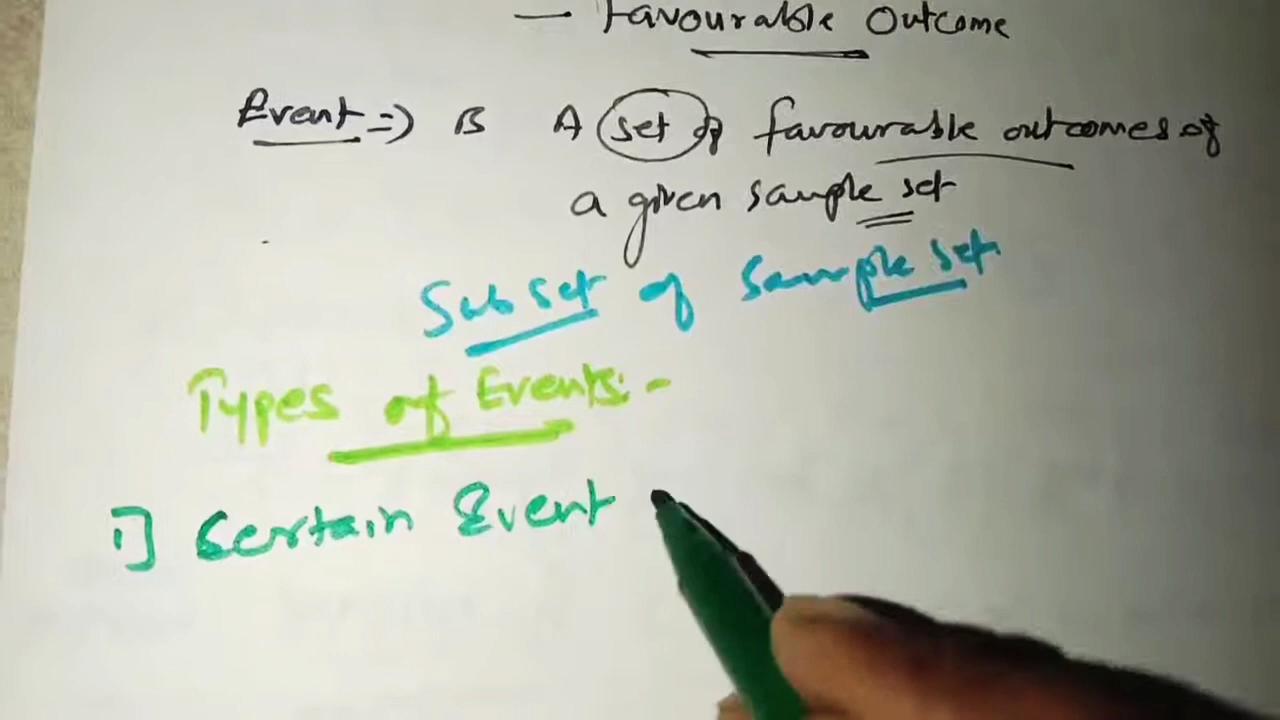 — Favourable Outcome
Event => is A set of favourable outcomes of
a given sample set
Subset of Sample set.
Types of Events:-
i] Certain Event